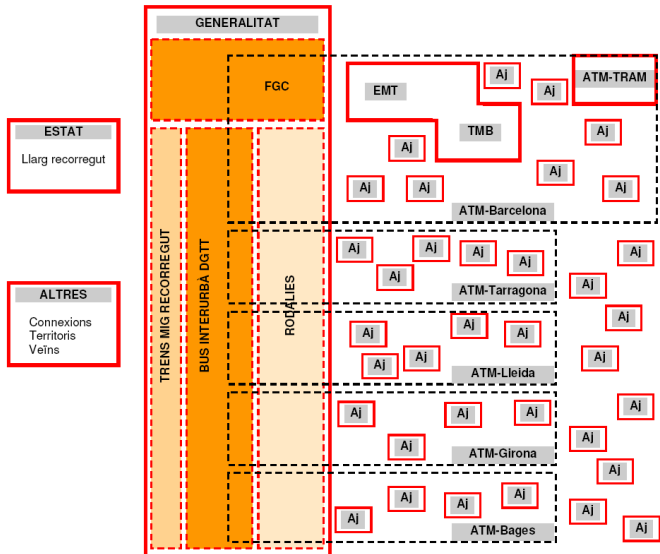 GENERALITAT
FGC
EMT
Aj
ATM-TRAM
Aj
ESTAT
Llarg recorregut
TMB
Aj
Aj
Aj
Aj
Aj
Aj
ATM-Barcelona
TRENS MIG RECORREGUT
BUS INTERURBÀ DGTT
RODALIES
Aj
Aj
Aj
Aj
Aj
ATM-Tarragona
Aj
Aj
ALTRES
Connexions
Territoris
Veïns
Aj
Aj
Aj
Aj
Aj
ATM-Lleida
Aj
Aj
Aj
Aj
Aj
Aj
ATM-Girona
Aj
Aj
Aj
Aj
Aj
Aj
ATM-Bages
Aj
Aj
Aj